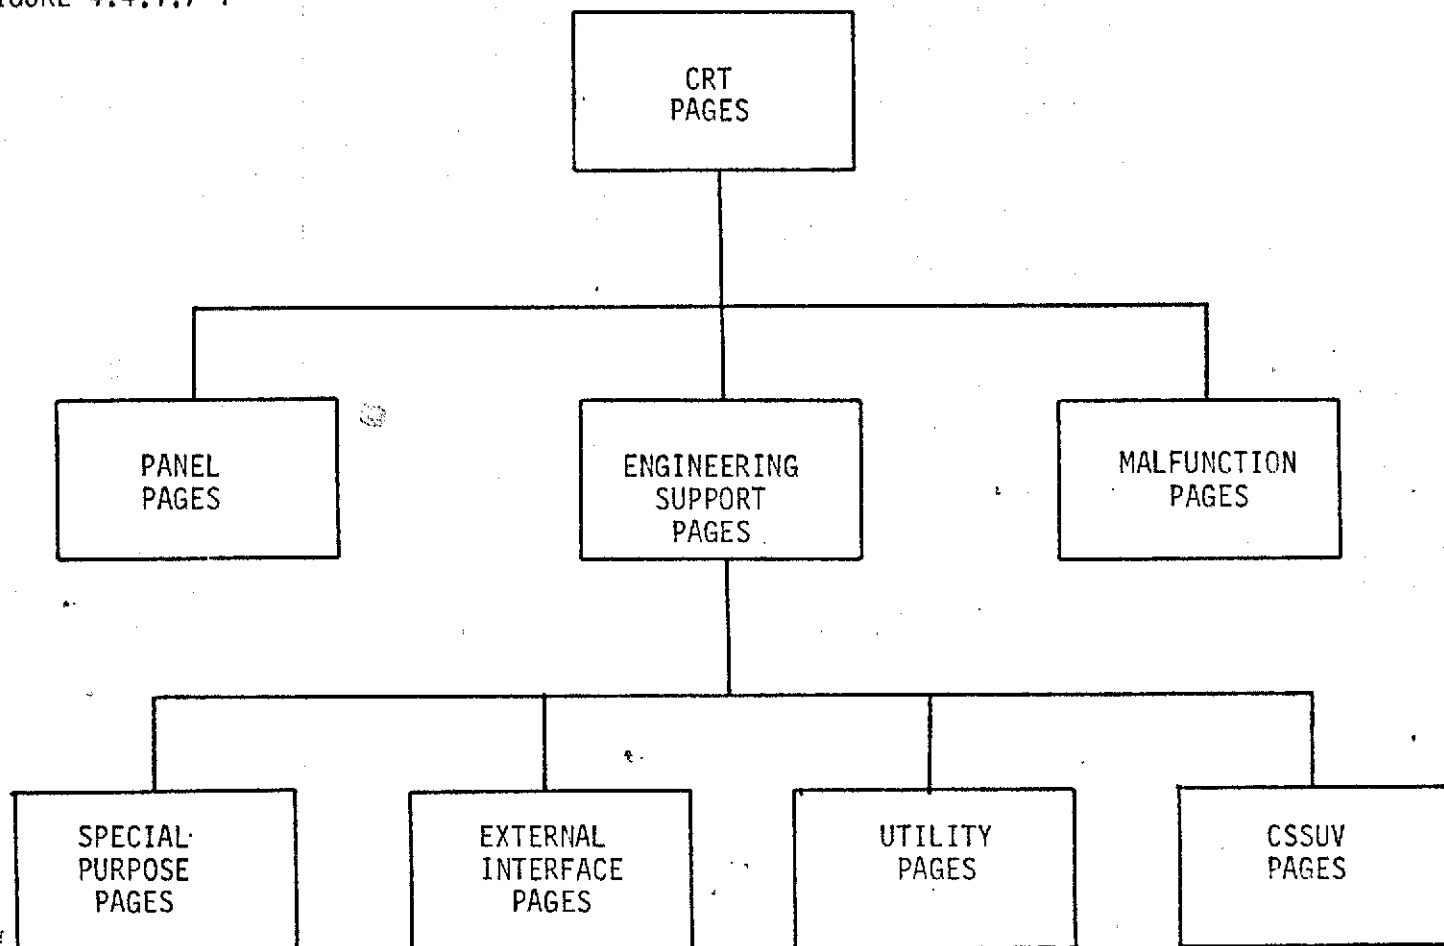 CRT
PAGES
PANEL
PAGES
ENGINEERING
SUPPORT
PAGES
MALFUNCTION
PAGES
SPECIAL
PURPOSE
PAGES
EXTERNAL
INTERFACE
PAGES
UTILITY
PAGES
CSSUV
PAGES